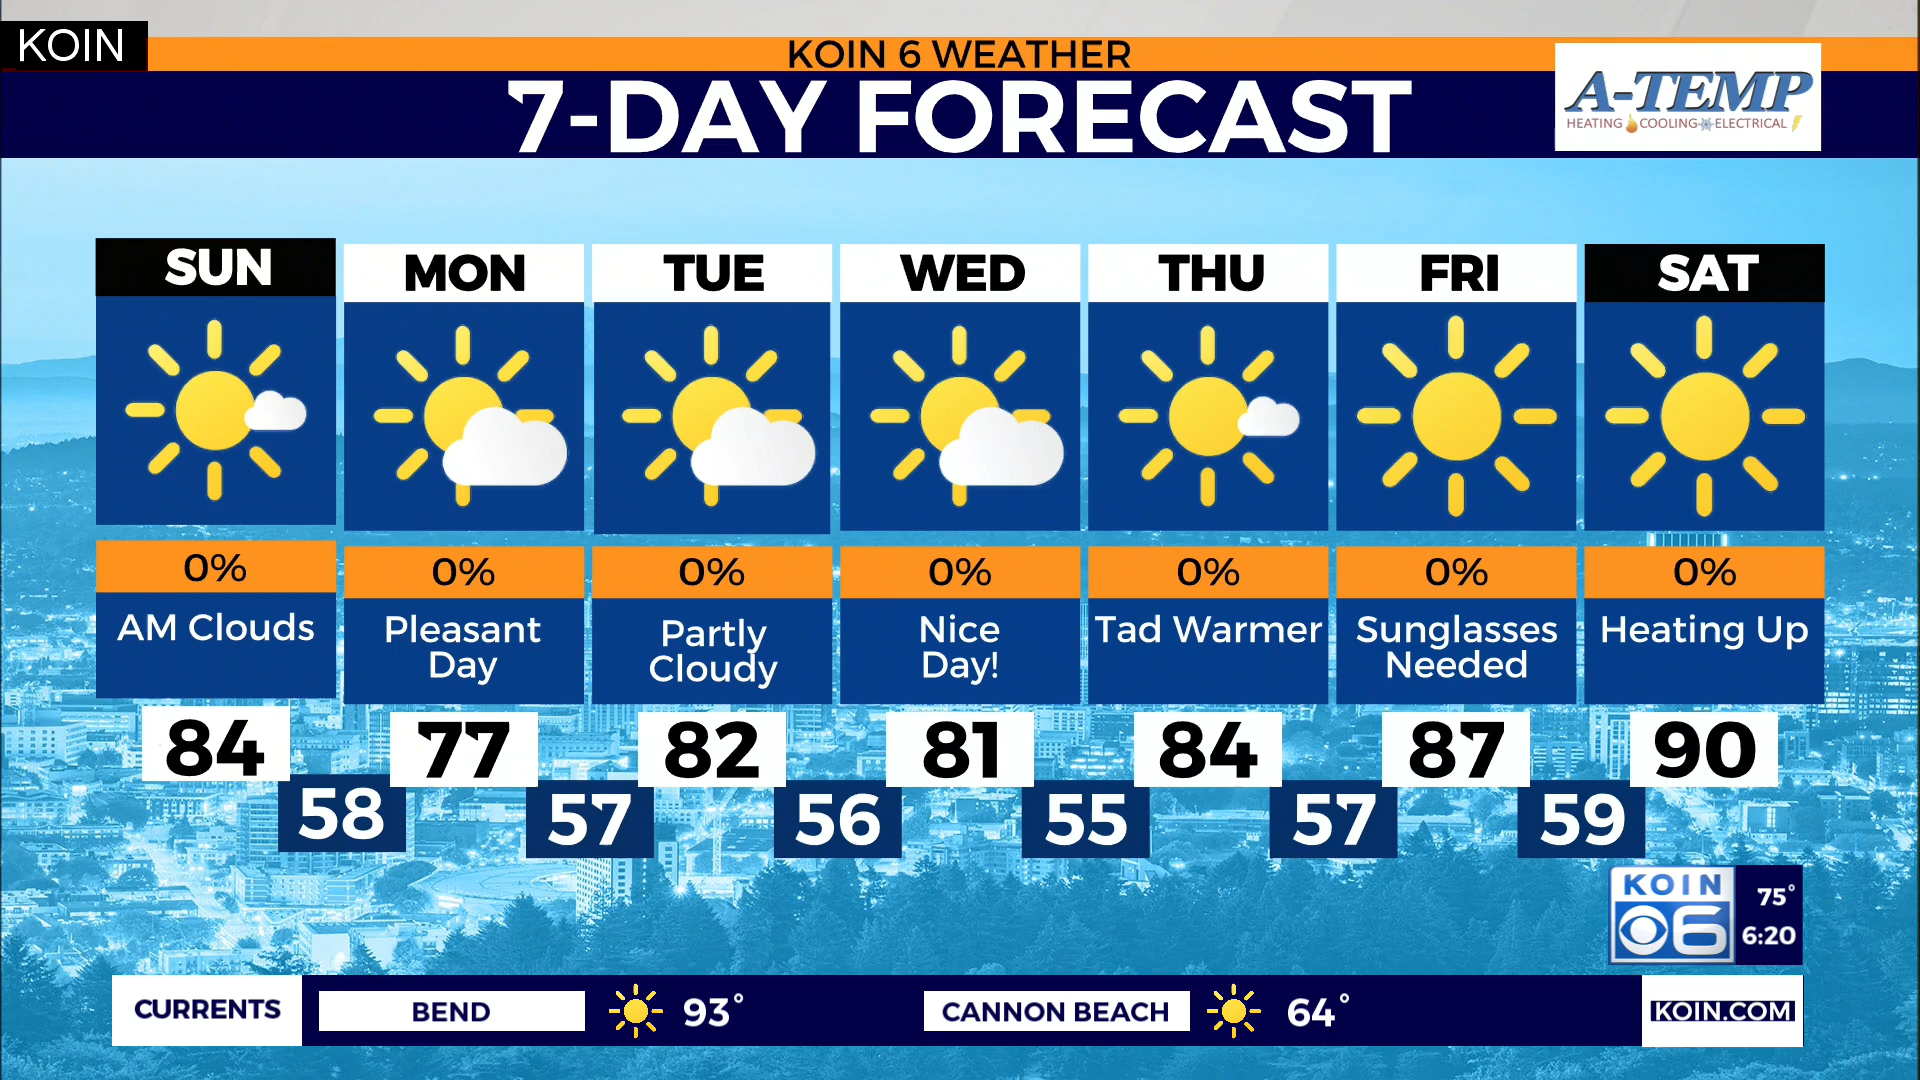 KOIN
KOIN 6 WEATHER
7-DAY FORECAST
A-TEMP
HEATING COOLING ELECTRICAL
SUN MON TUE WED THU FRI SAT
0% 0% 0% 0% 0% 0% 0%
AM Clouds
Pleasant
Day
Partly
Cloudy
Nice
Day!
Tad Warmer
Sunglasses
Needed
Heating Up
84 77 82 81 84 87 90
58 57 56 55 57 59
KOIN
6
75°
6:20
CURRENTS BEND 93° CANNON BEACH 64° KOIN.COM